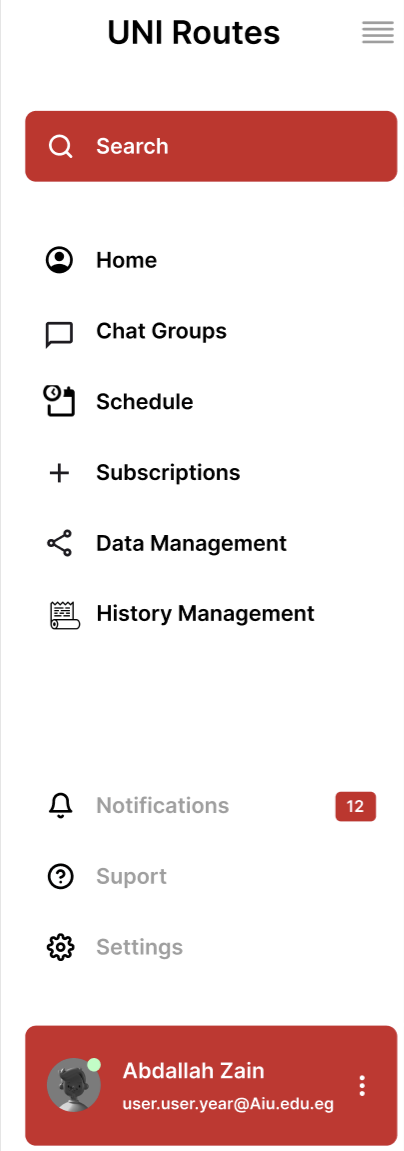 UNI Routes
Search
Home
Chat Groups
Schedule
Subscriptions
Data Management
History Management
Notifications 12
Suport
Settings
Abdallah Zain
user.user.year@Aiu.edu.eg